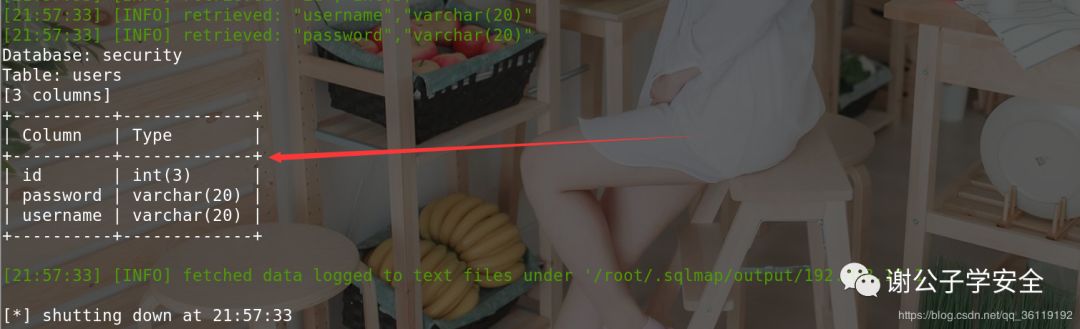 [21:57:33] [INFO] retrieved: "username","varchar(20)"
[21:57:33] [INFO] retrieved: "password","varchar(20)"
Database: security
Table: users
[3 columns]
+----------+-------------+
| Column   | Type        |
+----------+-------------+
| id       | int(3)      |
| password | varchar(20) |
| username | varchar(20) |
+----------+-------------+
[21:57:33] [INFO] fetched data logged to text files under '/root/.sqlmap/output/192.
谢公子学安全
[*] shutting down at 21:57:33
https://blog.csdn.net/qq_36119192